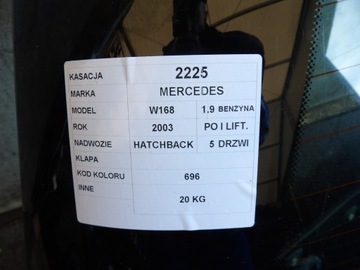 KASACJA 2225
MARKA MERCEDES
MODEL W168 1.9 BENZYNA
ROK 2003 PO I LIFT.
NADWOZIE HATCHBACK 5 DRZWI
KLAPA
KOD KOLORU 696
INNE
20 KG